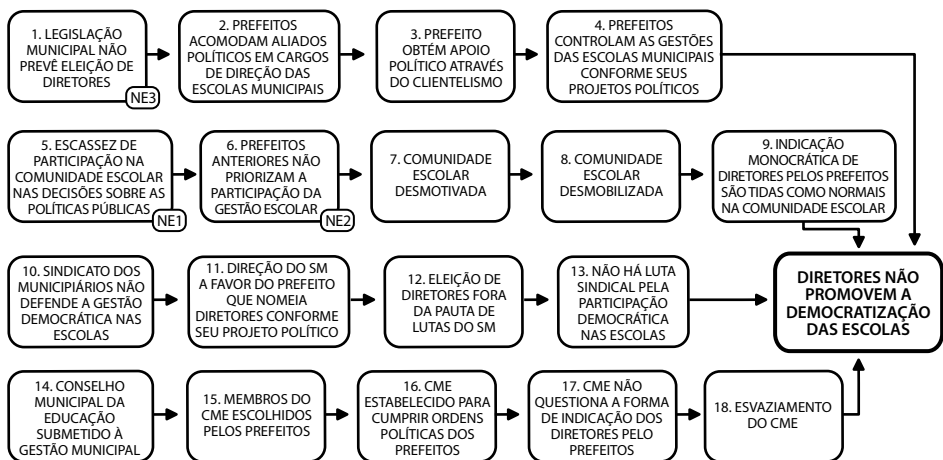 1. LEGISLAÇÃO
MUNICIPAL NÃO
PREVÊ ELEIÇÃO DE
DIRETORES
NE3
2. PREFEITOS
ACOMODAM ALIADOS
POLÍTICOS EM CARGOS
DE DIREÇÃO DAS
ESCOLAS MUNICIPAIS
3. PREFEITO
OBTÉM APOIO
POLÍTICO ATRAVÉS
DO CLIENTELISMO
4. PREFEITOS
CONTROLAM AS GESTÕES
DAS ESCOLAS MUNICIPAIS
CONFORME SEUS
PROJETOS POLÍTICOS
5. ESCASSEZ DE
PARTICIPAÇÃO NA
COMUNIDADE ESCOLAR
NAS DECISÕES SOBRE AS
POLÍTICAS PÚBLICAS
NE1
6. PREFEITOS
ANTERIORES NÃO
PRIORIZAM A
PARTICIPAÇÃO DA
GESTÃO ESCOLAR
NE2
7. COMUNIDADE
ESCOLAR
DESMOTIVADA
8. COMUNIDADE
ESCOLAR
DESMOBILIZADA
9. INDICAÇÃO
MONOCRÁTICA DE
DIRETORES PELOS PREFEITOS
SÃO TIDAS COMO NORMAIS
NA COMUNIDADE ESCOLAR
10. SINDICATO DOS
MUNICIPIÁRIOS NÃO
DEFENDE A GESTÃO
DEMOCRÁTICA NAS
ESCOLAS
11. DIREÇÃO DO SM
A FAVOR DO PREFEITO
QUE NOMEIA
DIRETORES CONFORME
SEU PROJETO POLÍTICO
12. ELEIÇÃO DE
DIRETORES FORA
DA PAUTA DE
LUTAS DO SM
13. NÃO HÁ LUTA
SINDICAL PELA
PARTICIPAÇÃO
DEMOCRÁTICA
NAS ESCOLAS
DIRETORES NÃO
PROMOVEM A
DEMOCRATIZAÇÃO
DAS ESCOLAS
14. CONSELHO
MUNICIPAL DA
EDUCAÇÃO
SUBMETIDO À
GESTÃO MUNICIPAL
15. MEMBROS DO
CME ESCOLHIDOS
PELOS PREFEITOS
16. CME
ESTABELECIDO PARA
CUMPRIR ORDENS
POLÍTICAS DOS
PREFEITOS
17. CME NÃO
QUESTIONA A FORMA
DE INDICAÇÃO DOS
DIRETORES PELO
PREFEITOS
18. ESVAZIAMENTO
DO CME